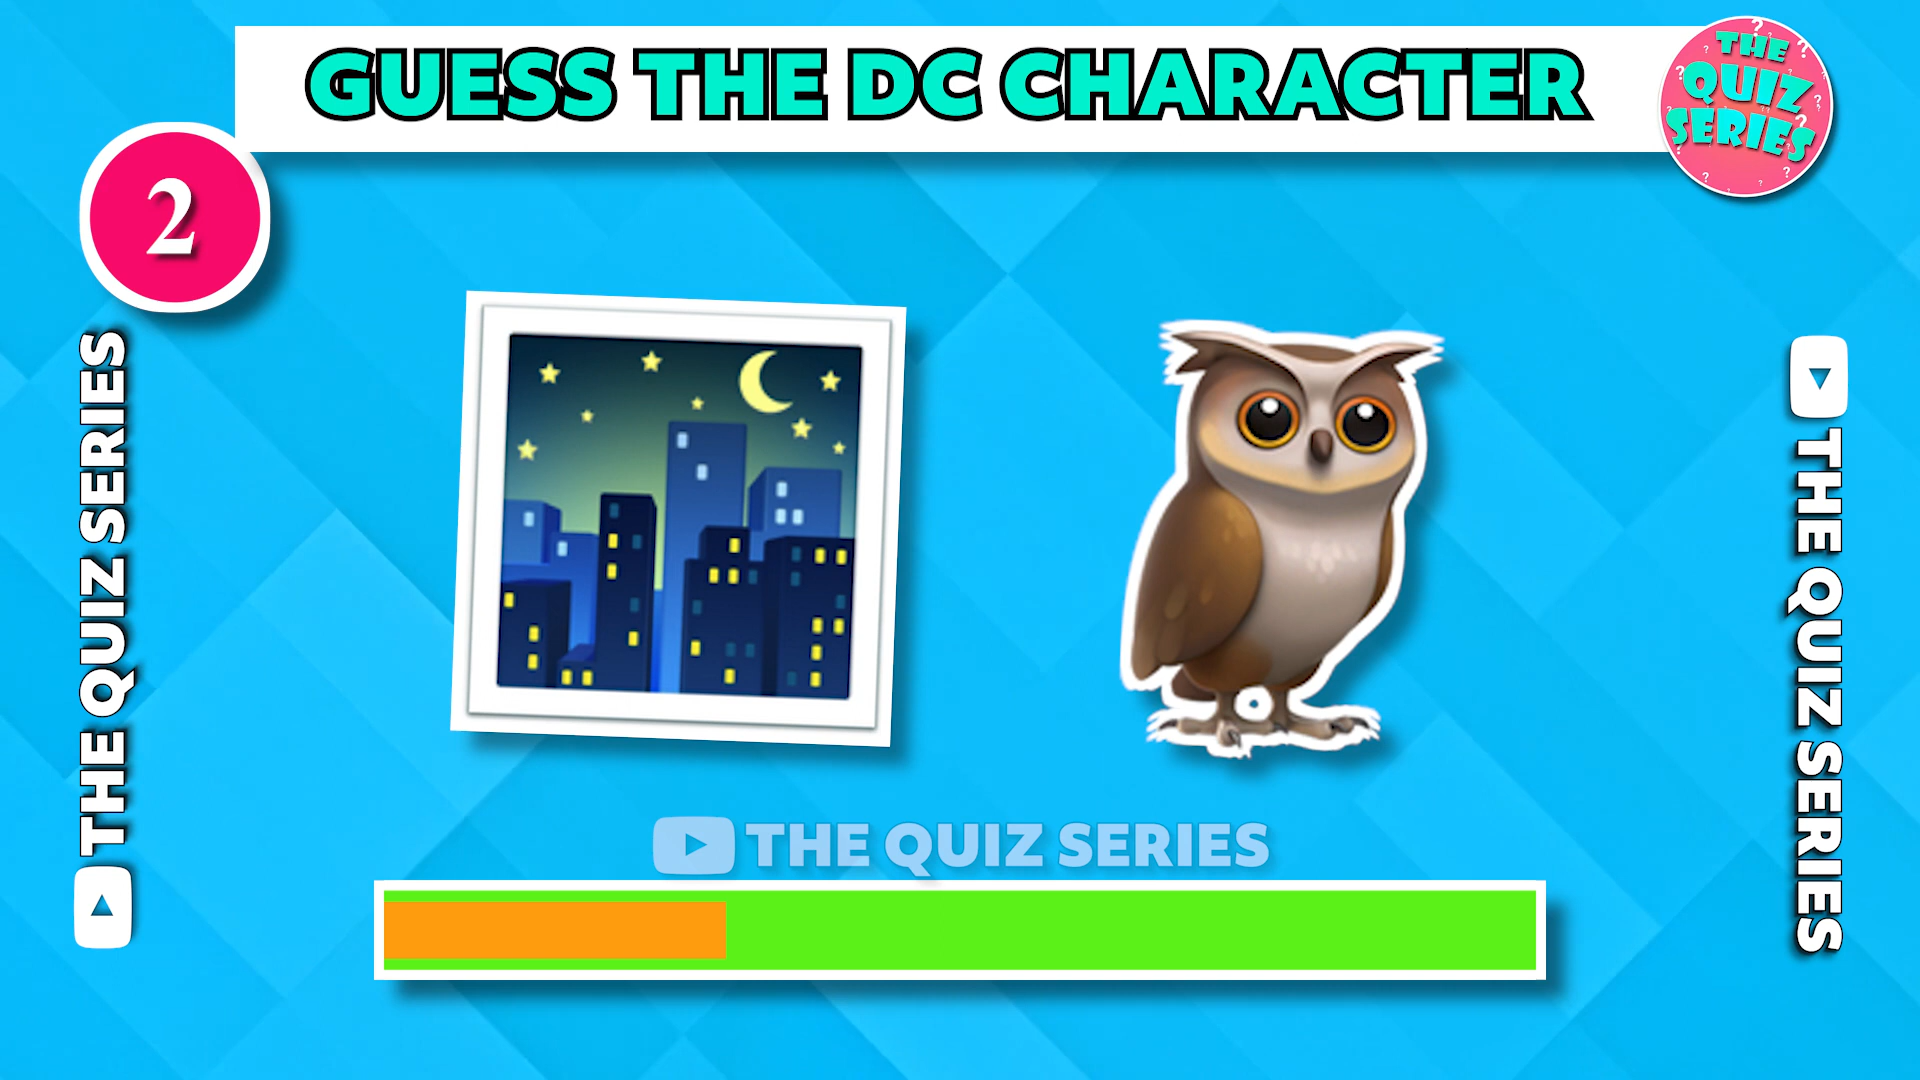 GUESS THE DC CHARACTER
THE
QUIZ
SERIES
2
THE QUIZ SERIES
THE QUIZ SERIES
THE QUIZ SERIES